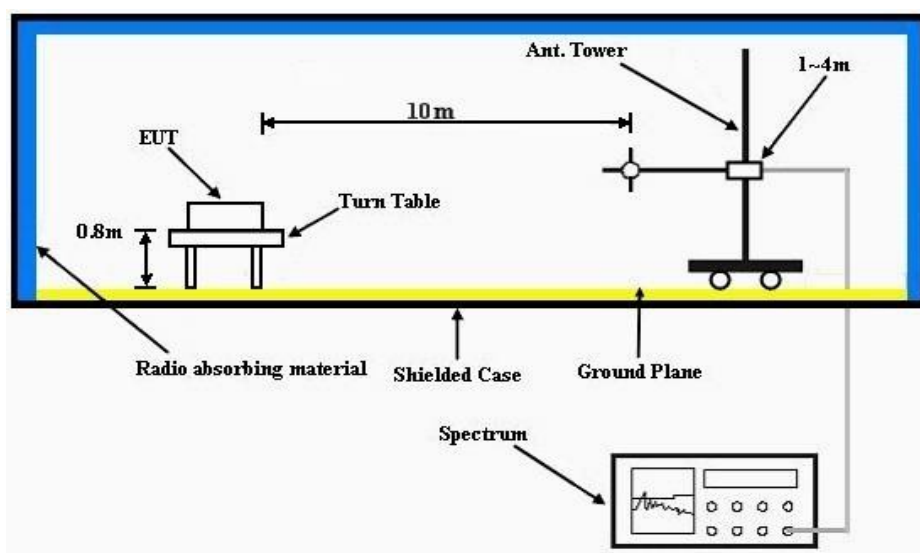 Ant. Tower
1~4m
10m
EUT
Turn Table
0.8m
Radio absorbing material
Shielded Case
Ground Plane
Spectrum